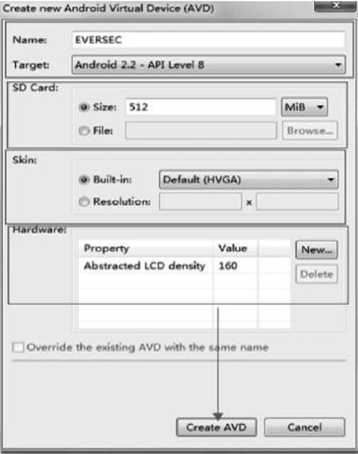 Create new Android Virtual Device (AVD)
Name: EVERSEC
Target: Android 2.2 - API Level 8
SD Card:
Size: 512 MiB
File: Browse...
Skin:
Built-in: Default (HVGA)
Resolution: x
Hardware:
Property Value New...
Abstracted LCD density 160 Delete
Override the existing AVD with the same name
Create AVD Cancel